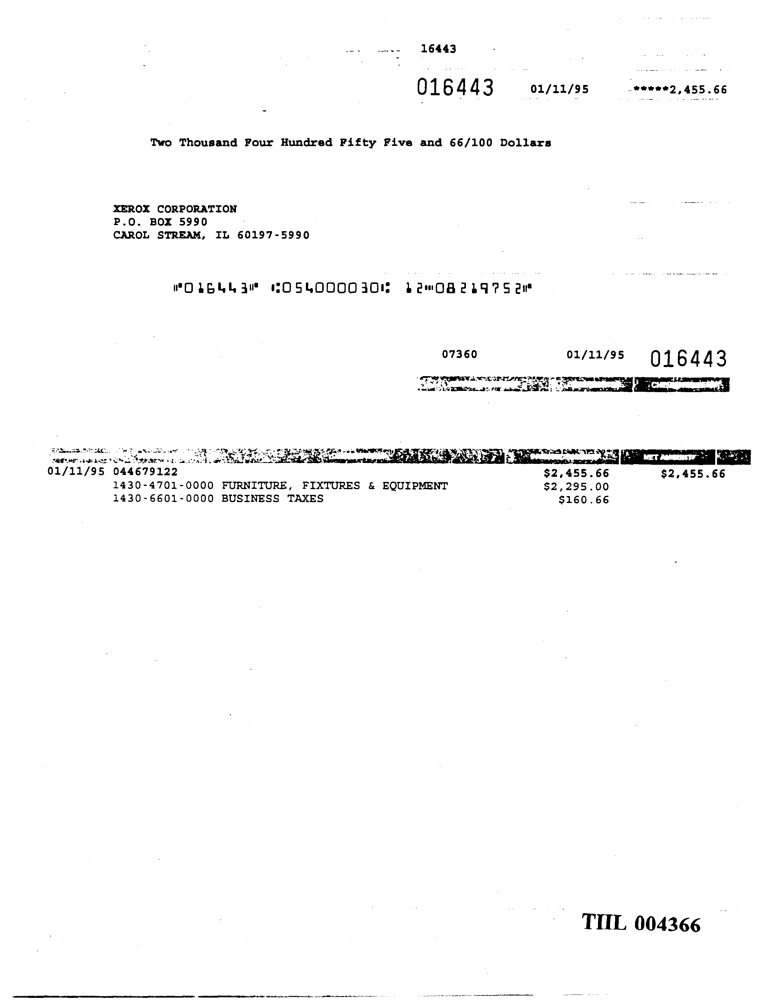 16443
016443 01/11/95 *****2,455.66
Two Thousand Four Hundred Fifty Five and 66/100 Dollars
XEROX CORPORATION
P.O. BOX 5990
CAROL STREAM, IL 60197-5990
⑈016443⑈ ⑆054000030⑆ 12⑉08219752⑈
07360 01/11/95 016443
NET AMOUNT
01/11/95 044679122 $2,455.66 $2,455.66
1430-4701-0000 FURNITURE, FIXTURES & EQUIPMENT $2,295.00
1430-6601-0000 BUSINESS TAXES $160.66
TIIL 004366